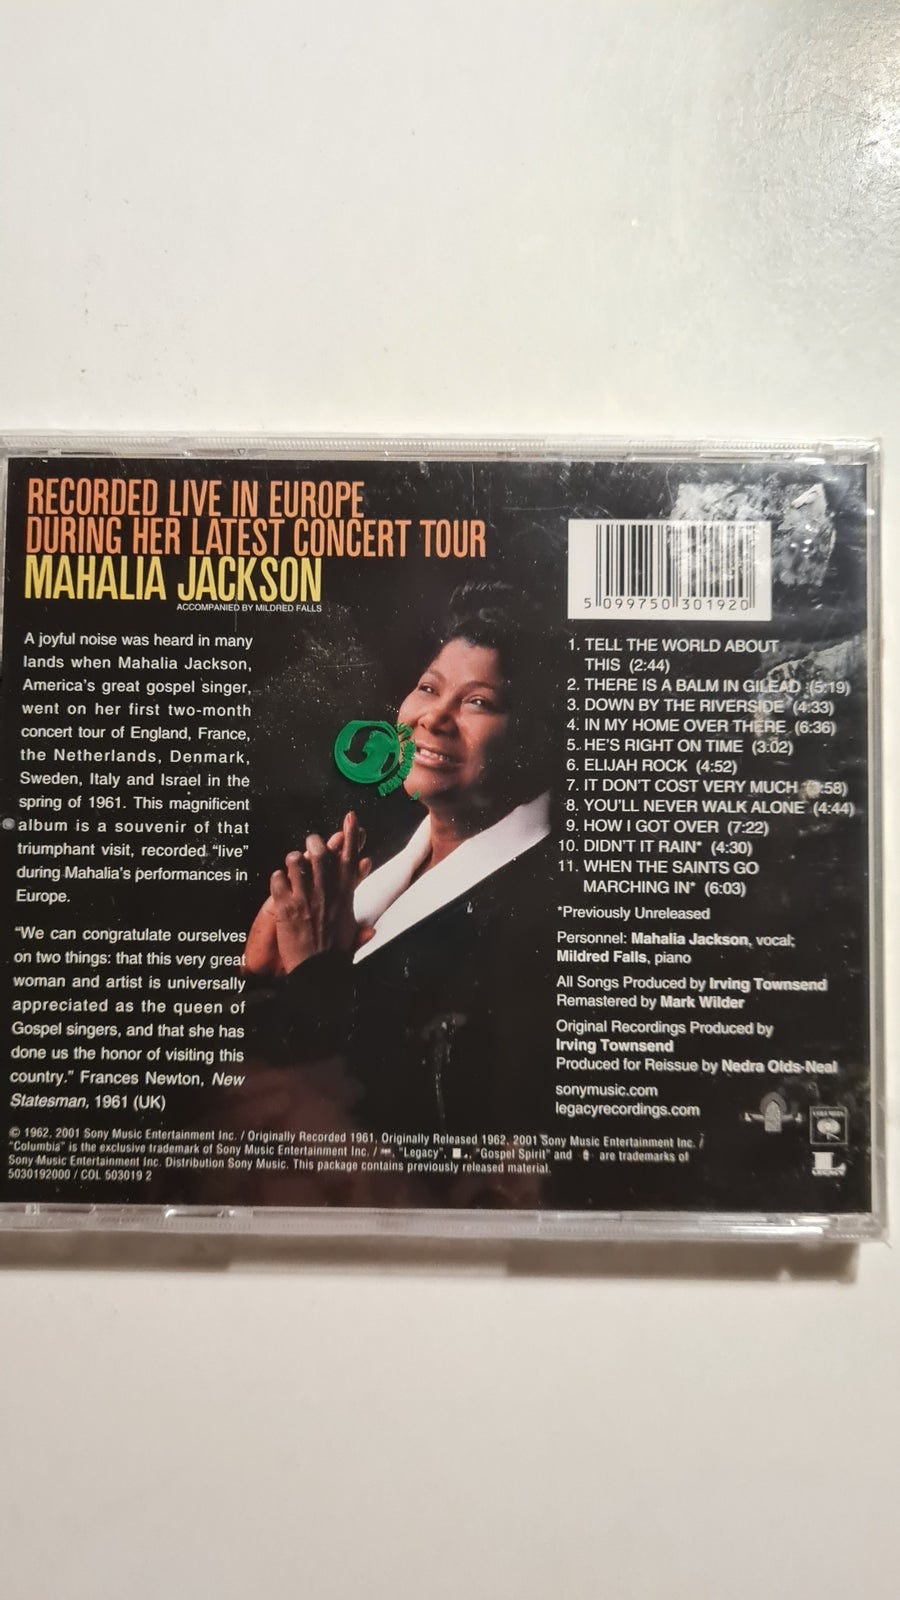 RECORDED LIVE IN EUROPE
DURING HER LATEST CONCERT TOUR
MAHALIA JACKSON
ACCOMPANIED BY MILDRED FALLS
A joyful noise was heard in many
lands when Mahalia Jackson,
America's great gospel singer,
went on her first two-month
concert tour of England, France,
the Netherlands, Denmark,
Sweden, Italy and Israel in the
spring of 1961. This magnificent
album is a souvenir of that
triumphant visit, recorded "live"
during Mahalia's performances in
Europe.
"We can congratulate ourselves
on two things: that this very great
woman and artist is universally
appreciated as the queen of
Gospel singers, and that she has
done us the honor of visiting this
country." Frances Newton, New
Statesman, 1961 (UK)
5 099750 301920
1. TELL THE WORLD ABOUT
THIS (2:44)
2. THERE IS A BALM IN GILEAD (5:19)
3. DOWN BY THE RIVERSIDE (4:33)
4. IN MY HOME OVER THERE (6:36)
5. HE'S RIGHT ON TIME (3:02)
6. ELIJAH ROCK (4:52)
7. IT DON'T COST VERY MUCH
8. YOU'LL NEVER WALK ALONE (4:44)
9. HOW I GOT OVER (7:22)
10. DIDN'T IT RAIN* (4:30)
11. WHEN THE SAINTS GO
MARCHING IN* (6:03)
*Previously Unreleased
Personnel: Mahalia Jackson, vocal;
Mildred Falls, piano
All Songs Produced by Irving Townsend
Remastered by Mark Wilder
Original Recordings Produced by
Irving Townsend
Produced for Reissue by Nedra Olds-Neal
sonymusic.com
legacyrecordings.com
COLUMBIA
LEGACY
© 1962, 2001 Sony Music Entertainment Inc. / Originally Recorded 1961, Originally Released 1962, 2001 Sony Music Entertainment Inc. /
"Columbia" is the exclusive trademark of Sony Music Entertainment Inc. / , "Legacy", , "Gospel Spirit" and are trademarks of
Sony Music Entertainment Inc. Distribution Sony Music. This package contains previously released material.
5030192000 / COL 503019 2